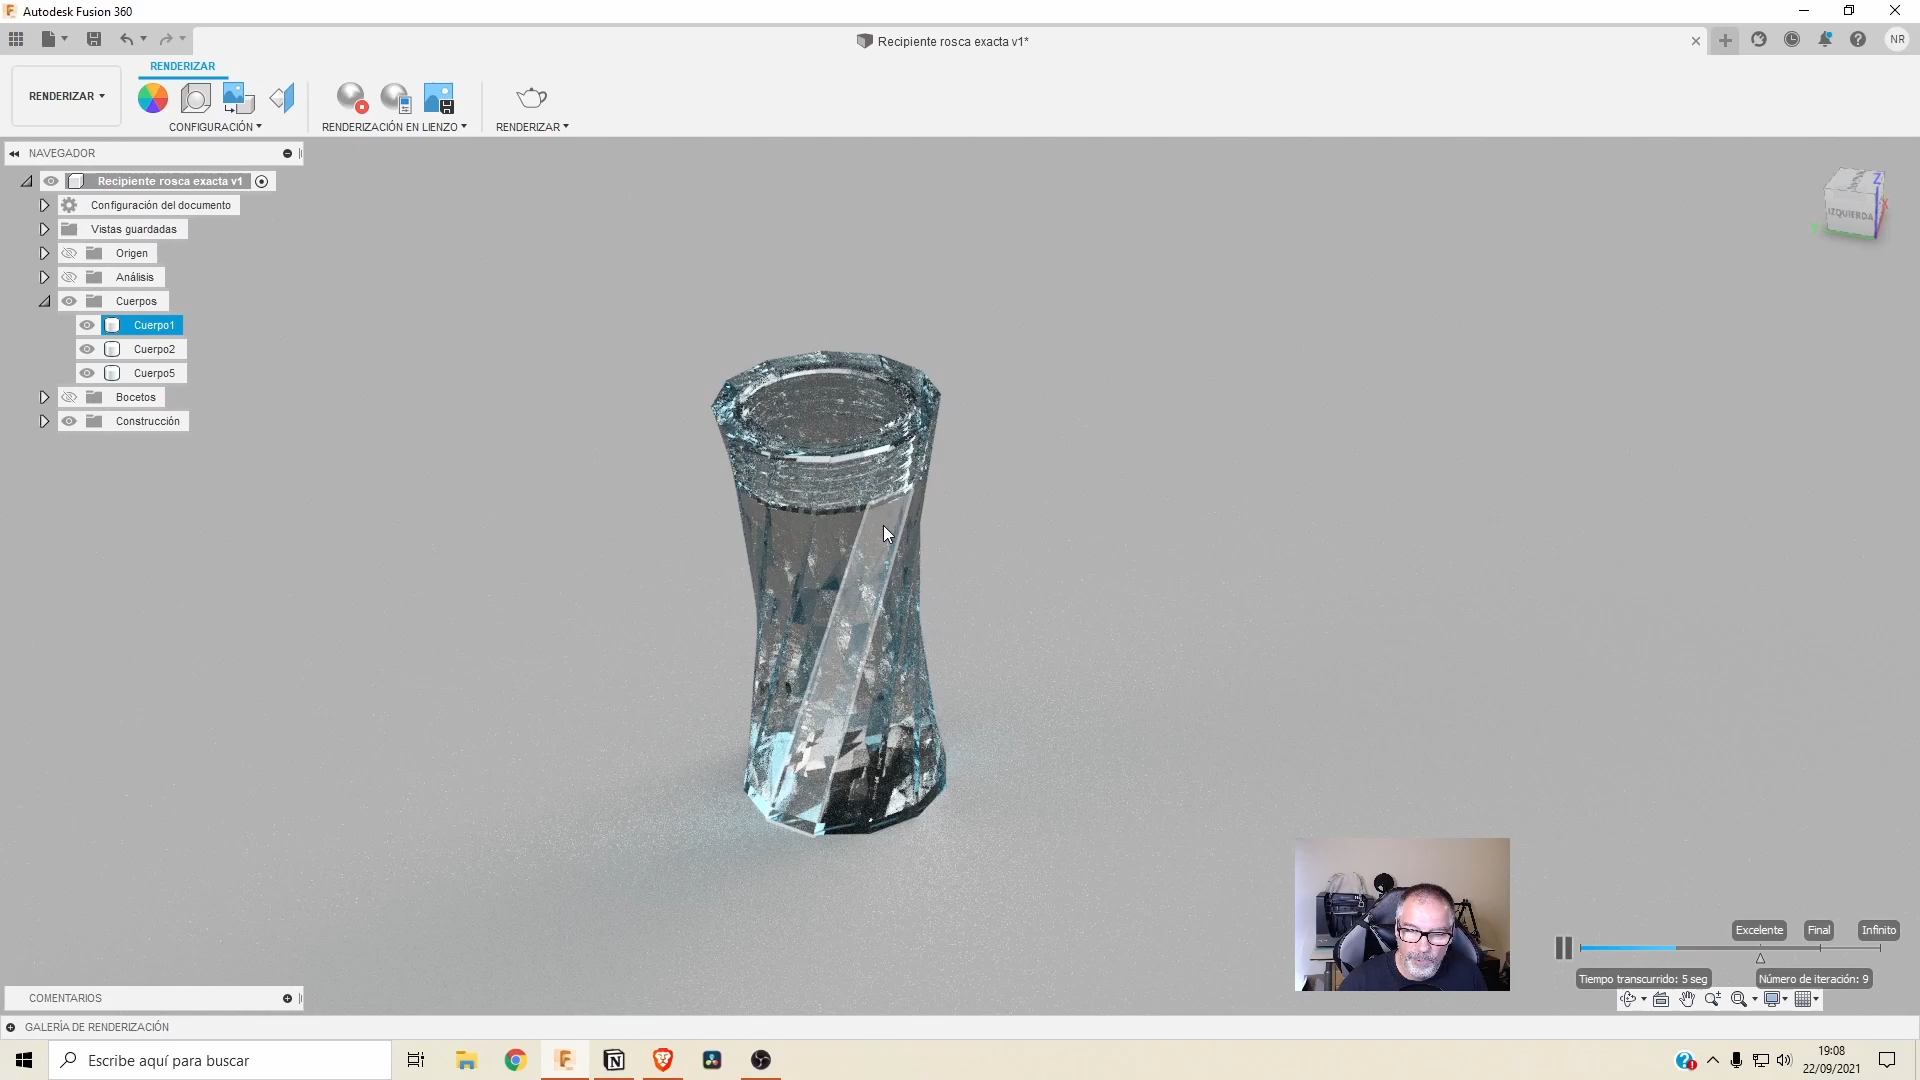 Autodesk Fusion 360
Recipiente rosca exacta v1*
NR
RENDERIZAR
RENDERIZAR
CONFIGURACIÓN
RENDERIZACIÓN EN LIENZO
RENDERIZAR
NAVEGADOR
Recipiente rosca exacta v1
Configuración del documento
Vistas guardadas
Origen
Análisis
Cuerpos
Cuerpo1
Cuerpo2
Cuerpo5
Bocetos
Construcción
Z
X
IZQUIERDA
Y
Excelente
Final
Infinito
Tiempo transcurrido: 5 seg
Número de iteración: 9
COMENTARIOS
GALERÍA DE RENDERIZACIÓN
Escribe aquí para buscar
19:08
22/09/2021